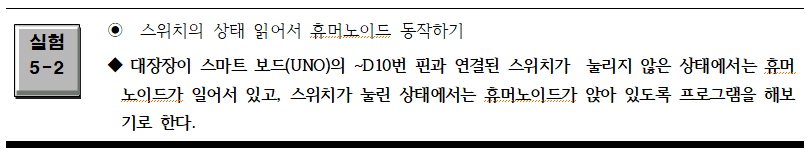 실험
5-2
◉ 스위치의 상태 읽어서 휴머노이드 동작하기
◆ 대장장이 스마트 보드(UNO)의 ~D10번 핀과 연결된 스위치가 눌리지 않은 상태에서는 휴머
노이드가 일어서 있고, 스위치가 눌린 상태에서는 휴머노이드가 앉아 있도록 프로그램을 해보
기로 한다.